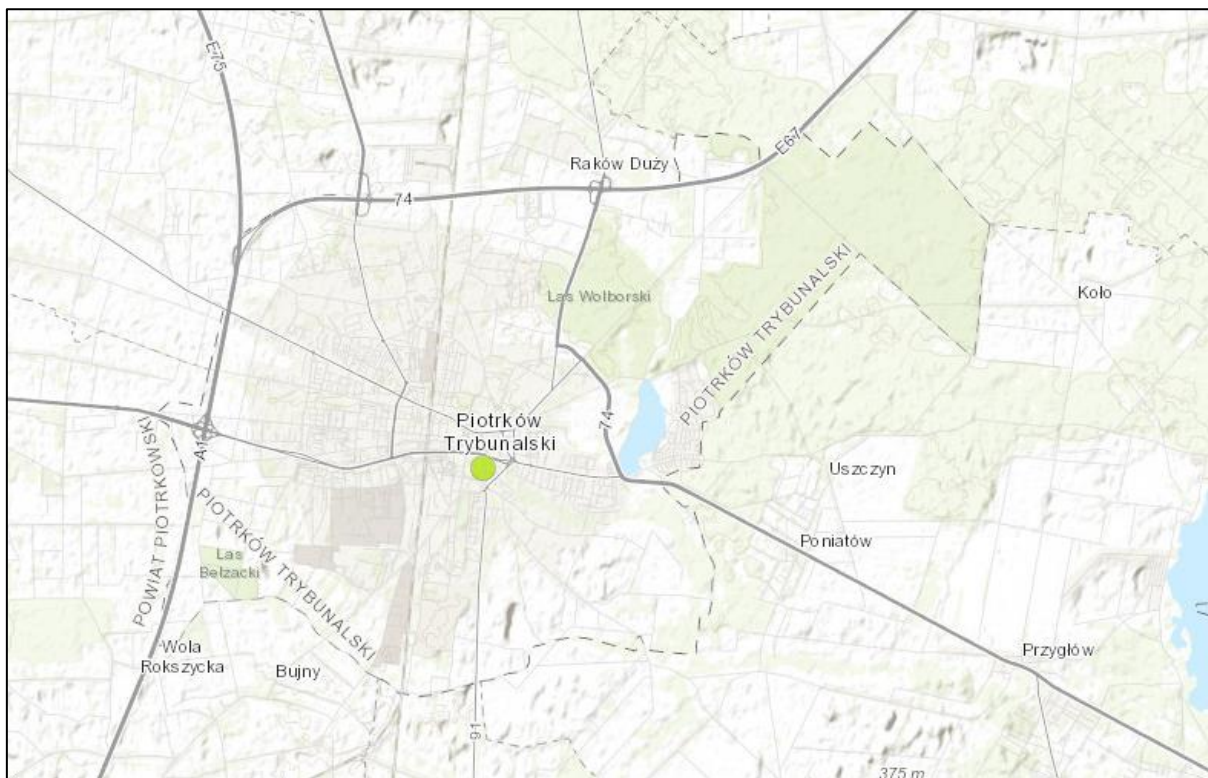 E-75
E67
Raków Duży
74
Las Wolborski
PIOTRKÓW TRYBUNALSKI
Koło
Piotrków
Trybunalski
74
A1
Uszczyn
Poniatów
POWIAT PIOTRKOWSKI
PIOTRKÓW TRYBUNALSKI
Las
Bełzacki
Wola
Rokszycka
Bujny
Przygłów
91
375 m